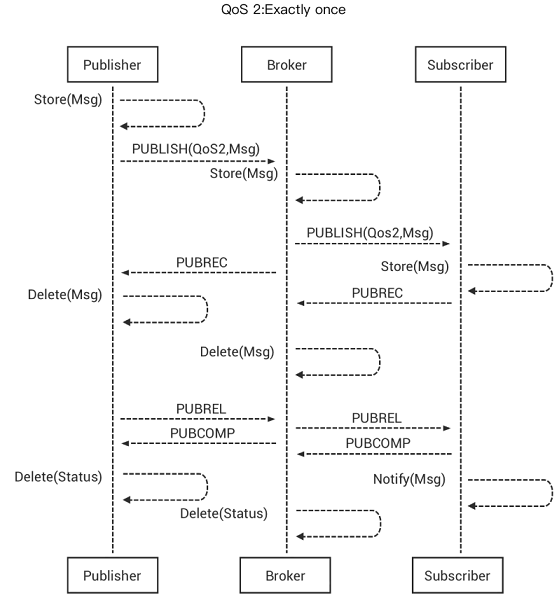 QoS 2:Exactly once
Publisher
Broker
Subscriber
Store(Msg)
PUBLISH(QoS2,Msg)
Store(Msg)
PUBLISH(Qos2,Msg)
PUBREC
Store(Msg)
Delete(Msg)
PUBREC
Delete(Msg)
PUBREL
PUBREL
PUBCOMP
PUBCOMP
Delete(Status)
Notify(Msg)
Delete(Status)
Publisher
Broker
Subscriber